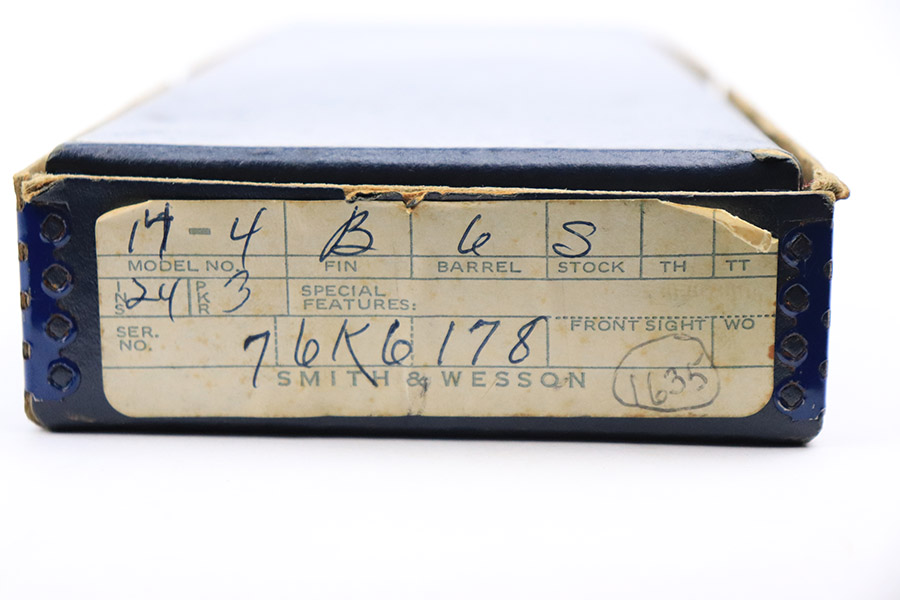 17-4 B 6 S
MODEL NO. FIN BARREL STOCK TH TT
INS 24 PKR 3 SPECIAL FEATURES:
SER. NO. 76K6178 FRONT SIGHT WO
SMITH & WESSON 1635